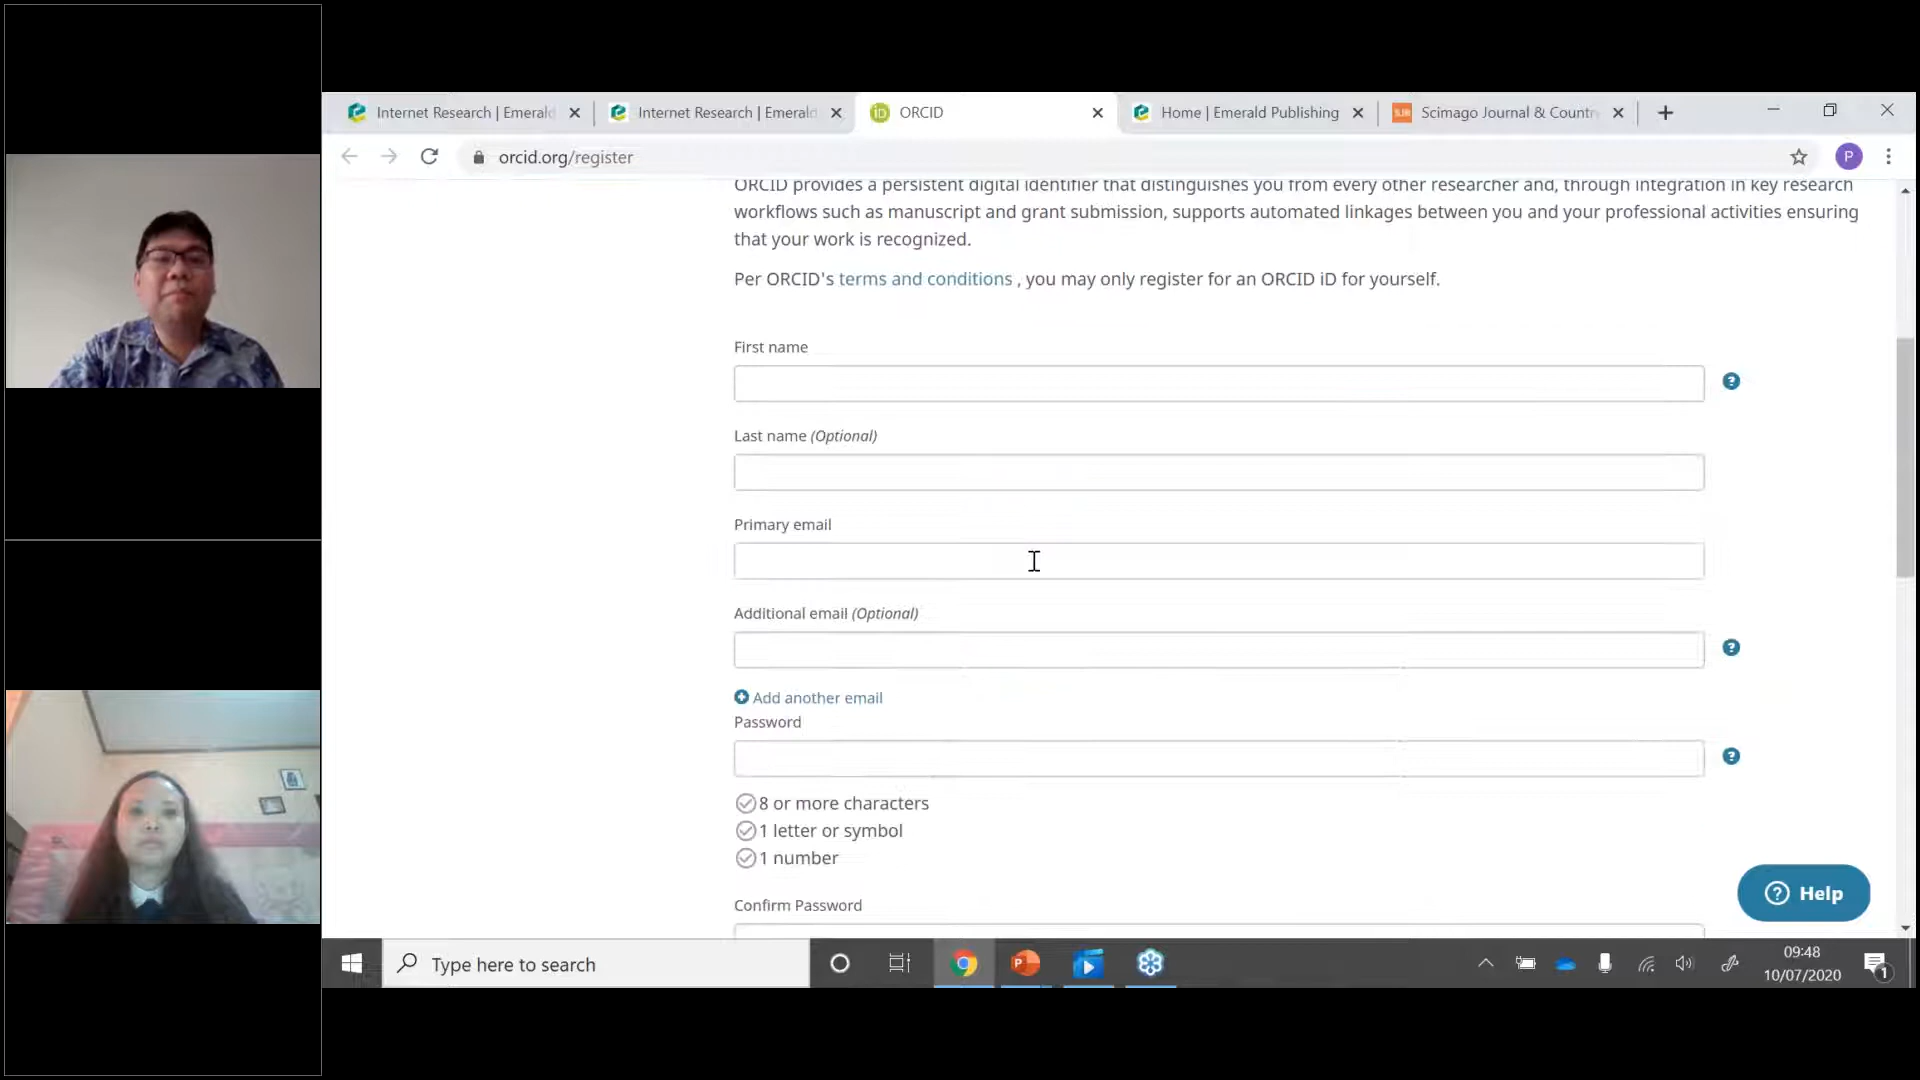 Internet Research | Emerald
Internet Research | Emerald
ORCID
Home | Emerald Publishing
SJR
Scimago Journal & Countr
orcid.org/register
P
ORCID provides a persistent digital identifier that distinguishes you from every other researcher and, through integration in key research
workflows such as manuscript and grant submission, supports automated linkages between you and your professional activities ensuring
that your work is recognized.
Per ORCID's terms and conditions , you may only register for an ORCID iD for yourself.
First name
Last name (Optional)
Primary email
Additional email (Optional)
Add another email
Password
8 or more characters
1 letter or symbol
1 number
Confirm Password
Help
Type here to search
09:48
10/07/2020
1